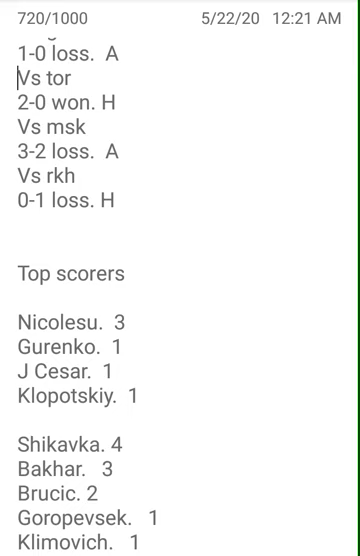 720/1000 5/22/20 12:21 AM
1-0 loss. A
Vs tor
2-0 won. H
Vs msk
3-2 loss. A
Vs rkh
0-1 loss. H
Top scorers
Nicolesu. 3
Gurenko. 1
J Cesar. 1
Klopotskiy. 1
Shikavka. 4
Bakhar. 3
Brucic. 2
Goropevsek. 1
Klimovich. 1